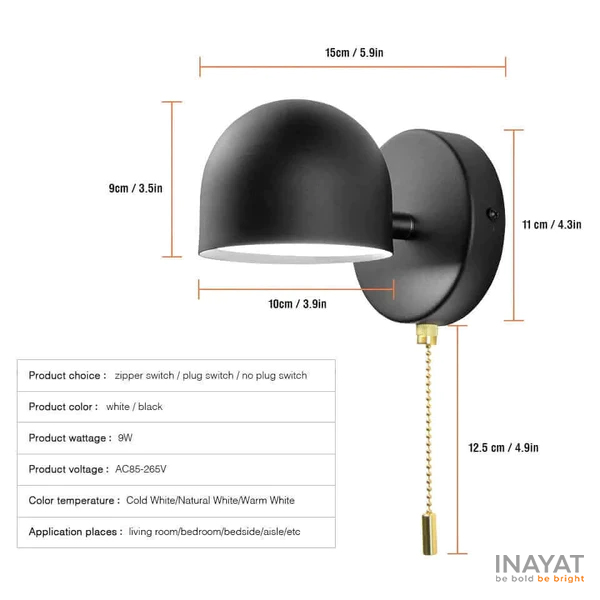 15cm / 5.9in
9cm / 3.5in
11 cm / 4.3in
10cm / 3.9in
12.5 cm / 4.9in
Product choice : zipper switch / plug switch / no plug switch
Product color : white / black
Product wattage : 9W
Product voltage : AC85-265V
Color temperature : Cold White/Natural White/Warm White
Application places : living room/bedroom/bedside/aisle/etc
INAYAT
be bold be bright